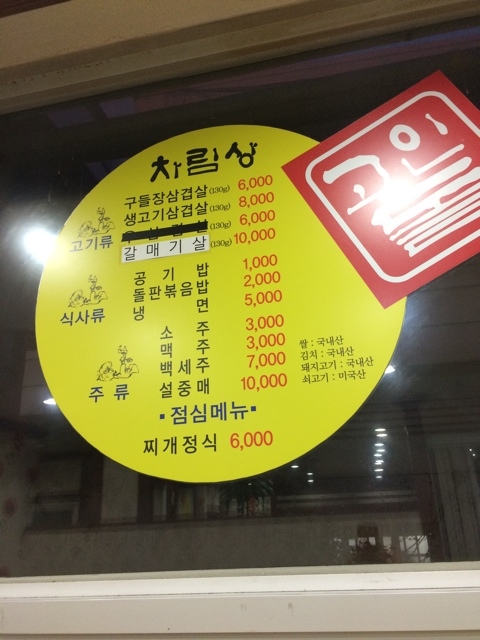 차림상
고기류
구들장삼겹살(130g) 6,000
생고기삼겹살(130g) 8,000
6,000
갈매기살(130g) 10,000
식사류
공기밥 1,000
돌판볶음밥 2,000
냉면 5,000
주류
소주 3,000
맥주 3,000
백세주 7,000
설중매 10,000
쌀 : 국내산
김치 : 국내산
돼지고기 : 국내산
쇠고기 : 미국산
·점심메뉴·
찌개정식 6,000